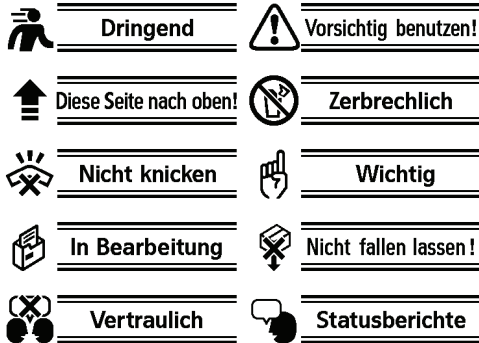 Dringend
Vorsichtig benutzen!
Diese Seite nach oben!
Zerbrechlich
Nicht knicken
Wichtig
In Bearbeitung
Nicht fallen lassen!
Vertraulich
Statusberichte